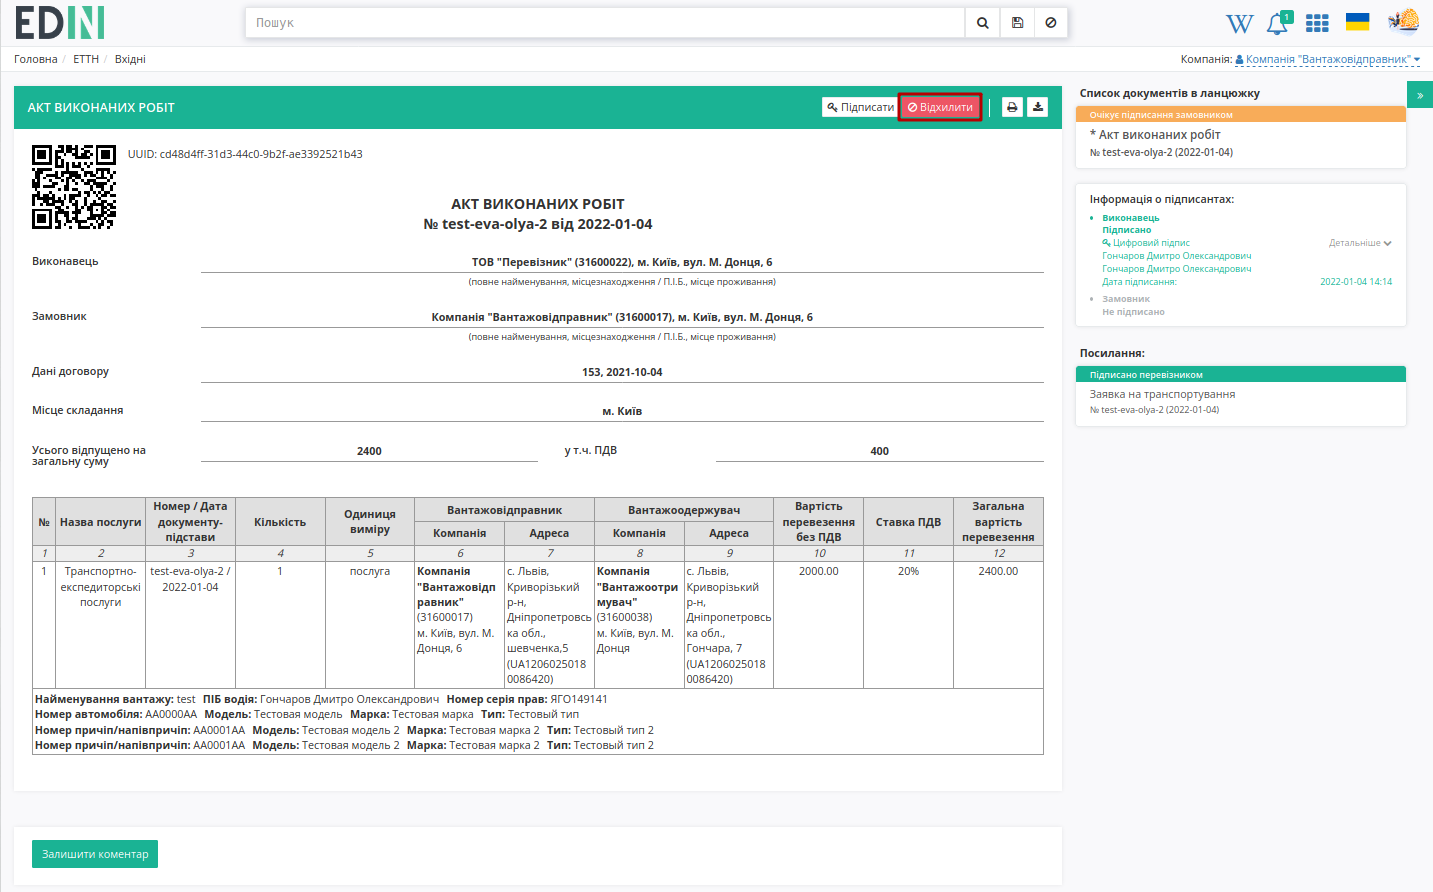 EDIN
Пошук
1
Головна / ЕТТН / Вхідні
Компанія: Компанія "Вантажовідправник"
АКТ ВИКОНАНИХ РОБІТ
Підписати
Відхилити
UUID: cd48d4ff-31d3-44c0-9b2f-ae3392521b43
АКТ ВИКОНАНИХ РОБІТ
№ test-eva-olya-2 від 2022-01-04
Виконавець
ТОВ "Перевізник" (31600022), м. Київ, вул. М. Донця, 6
(повне найменування, місцезнаходження / П.І.Б., місце проживання)
Замовник
Компанія "Вантажовідправник" (31600017), м. Київ, вул. М. Донця, 6
(повне найменування, місцезнаходження / П.І.Б., місце проживання)
Дані договору
153, 2021-10-04
Місце складання
м. Київ
Усього відпущено на
загальну суму
2400
у т.ч. ПДВ
400
№
Назва послуги
Номер / Дата
документу-
підстави
Кількість
Одиниця
виміру
Вантажовідправник
Вантажоодержувач
Компанія
Адреса
Компанія
Адреса
Вартість
перевезення
без ПДВ
Ставка ПДВ
Загальна
вартість
перевезення
1 2 3 4 5 6 7 8 9 10 11 12
1
Транспортно-
експедиторські
послуги
test-eva-olya-2 /
2022-01-04
1
послуга
Компанія
"Вантажовідп
равник"
(31600017)
м. Київ, вул. М.
Донця, 6
с. Львів,
Криворізький
р-н,
Дніпропетровсь
ка обл.,
шевченка,5
(UA1206025018
0086420)
Компанія
"Вантажоотри
мувач"
(31600038)
м. Київ, вул. М.
Донця
с. Львів,
Криворізький
р-н,
Дніпропетровсь
ка обл.,
Гончара, 7
(UA1206025018
0086420)
2000.00
20%
2400.00
Найменування вантажу: test ПІБ водія: Гончаров Дмитро Олександрович Номер серія прав: ЯГО149141
Номер автомобіля: АА0000АА Модель: Тестовая модель Марка: Тестовая марка Тип: Тестовый тип
Номер причіп/напівпричіп: АА0001АА Модель: Тестовая модель 2 Марка: Тестовая марка 2 Тип: Тестовый тип 2
Номер причіп/напівпричіп: АА0001АА Модель: Тестовая модель 2 Марка: Тестовая марка 2 Тип: Тестовый тип 2
Залишити коментар
Список документів в ланцюжку
»
Очікує підписання замовником
* Акт виконаних робіт
№ test-eva-olya-2 (2022-01-04)
Інформація о підписантах:
Виконавець
Підписано
Цифровий підпис Детальніше
Гончаров Дмитро Олександрович
Гончаров Дмитро Олександрович
Дата підписання: 2022-01-04 14:14
Замовник
Не підписано
Посилання:
Підписано перевізником
Заявка на транспортування
№ test-eva-olya-2 (2022-01-04)